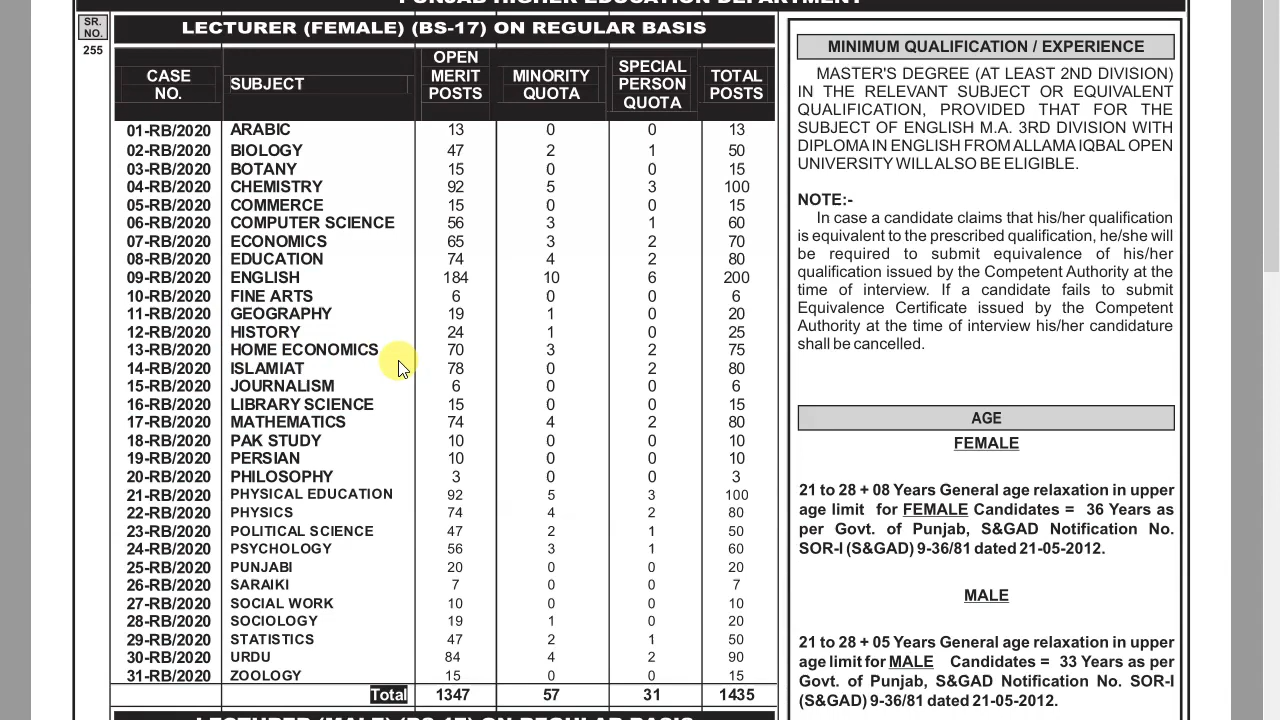 PUNJAB HIGHER EDUCATION DEPARTMENT
SR. NO.
255
LECTURER (FEMALE) (BS-17) ON REGULAR BASIS
CASE NO. SUBJECT OPEN MERIT POSTS MINORITY QUOTA SPECIAL PERSON QUOTA TOTAL POSTS
01-RB/2020 ARABIC 13 0 0 13
02-RB/2020 BIOLOGY 47 2 1 50
03-RB/2020 BOTANY 15 0 0 15
04-RB/2020 CHEMISTRY 92 5 3 100
05-RB/2020 COMMERCE 15 0 0 15
06-RB/2020 COMPUTER SCIENCE 56 3 1 60
07-RB/2020 ECONOMICS 65 3 2 70
08-RB/2020 EDUCATION 74 4 2 80
09-RB/2020 ENGLISH 184 10 6 200
10-RB/2020 FINE ARTS 6 0 0 6
11-RB/2020 GEOGRAPHY 19 1 0 20
12-RB/2020 HISTORY 24 1 0 25
13-RB/2020 HOME ECONOMICS 70 3 2 75
14-RB/2020 ISLAMIAT 78 0 2 80
15-RB/2020 JOURNALISM 6 0 0 6
16-RB/2020 LIBRARY SCIENCE 15 0 0 15
17-RB/2020 MATHEMATICS 74 4 2 80
18-RB/2020 PAK STUDY 10 0 0 10
19-RB/2020 PERSIAN 10 0 0 10
20-RB/2020 PHILOSOPHY 3 0 0 3
21-RB/2020 PHYSICAL EDUCATION 92 5 3 100
22-RB/2020 PHYSICS 74 4 2 80
23-RB/2020 POLITICAL SCIENCE 47 2 1 50
24-RB/2020 PSYCHOLOGY 56 3 1 60
25-RB/2020 PUNJABI 20 0 0 20
26-RB/2020 SARAIKI 7 0 0 7
27-RB/2020 SOCIAL WORK 10 0 0 10
28-RB/2020 SOCIOLOGY 19 1 0 20
29-RB/2020 STATISTICS 47 2 1 50
30-RB/2020 URDU 84 4 2 90
31-RB/2020 ZOOLOGY 15 0 0 15
Total 1347 57 31 1435
LECTURER (MALE) (BS-17) ON REGULAR BASIS
MINIMUM QUALIFICATION / EXPERIENCE
MASTER'S DEGREE (AT LEAST 2ND DIVISION)
IN THE RELEVANT SUBJECT OR EQUIVALENT
QUALIFICATION, PROVIDED THAT FOR THE
SUBJECT OF ENGLISH M.A. 3RD DIVISION WITH
DIPLOMA IN ENGLISH FROM ALLAMA IQBAL OPEN
UNIVERSITY WILL ALSO BE ELIGIBLE.
NOTE:-
In case a candidate claims that his/her qualification
is equivalent to the prescribed qualification, he/she will
be required to submit equivalence of his/her
qualification issued by the Competent Authority at the
time of interview. If a candidate fails to submit
Equivalence Certificate issued by the Competent
Authority at the time of interview his/her candidature
shall be cancelled.
AGE
FEMALE
21 to 28 + 08 Years General age relaxation in upper
age limit for FEMALE Candidates = 36 Years as
per Govt. of Punjab, S&GAD Notification No.
SOR-I (S&GAD) 9-36/81 dated 21-05-2012.
MALE
21 to 28 + 05 Years General age relaxation in upper
age limit for MALE Candidates = 33 Years as per
Govt. of Punjab, S&GAD Notification No. SOR-I
(S&GAD) 9-36/81 dated 21-05-2012.